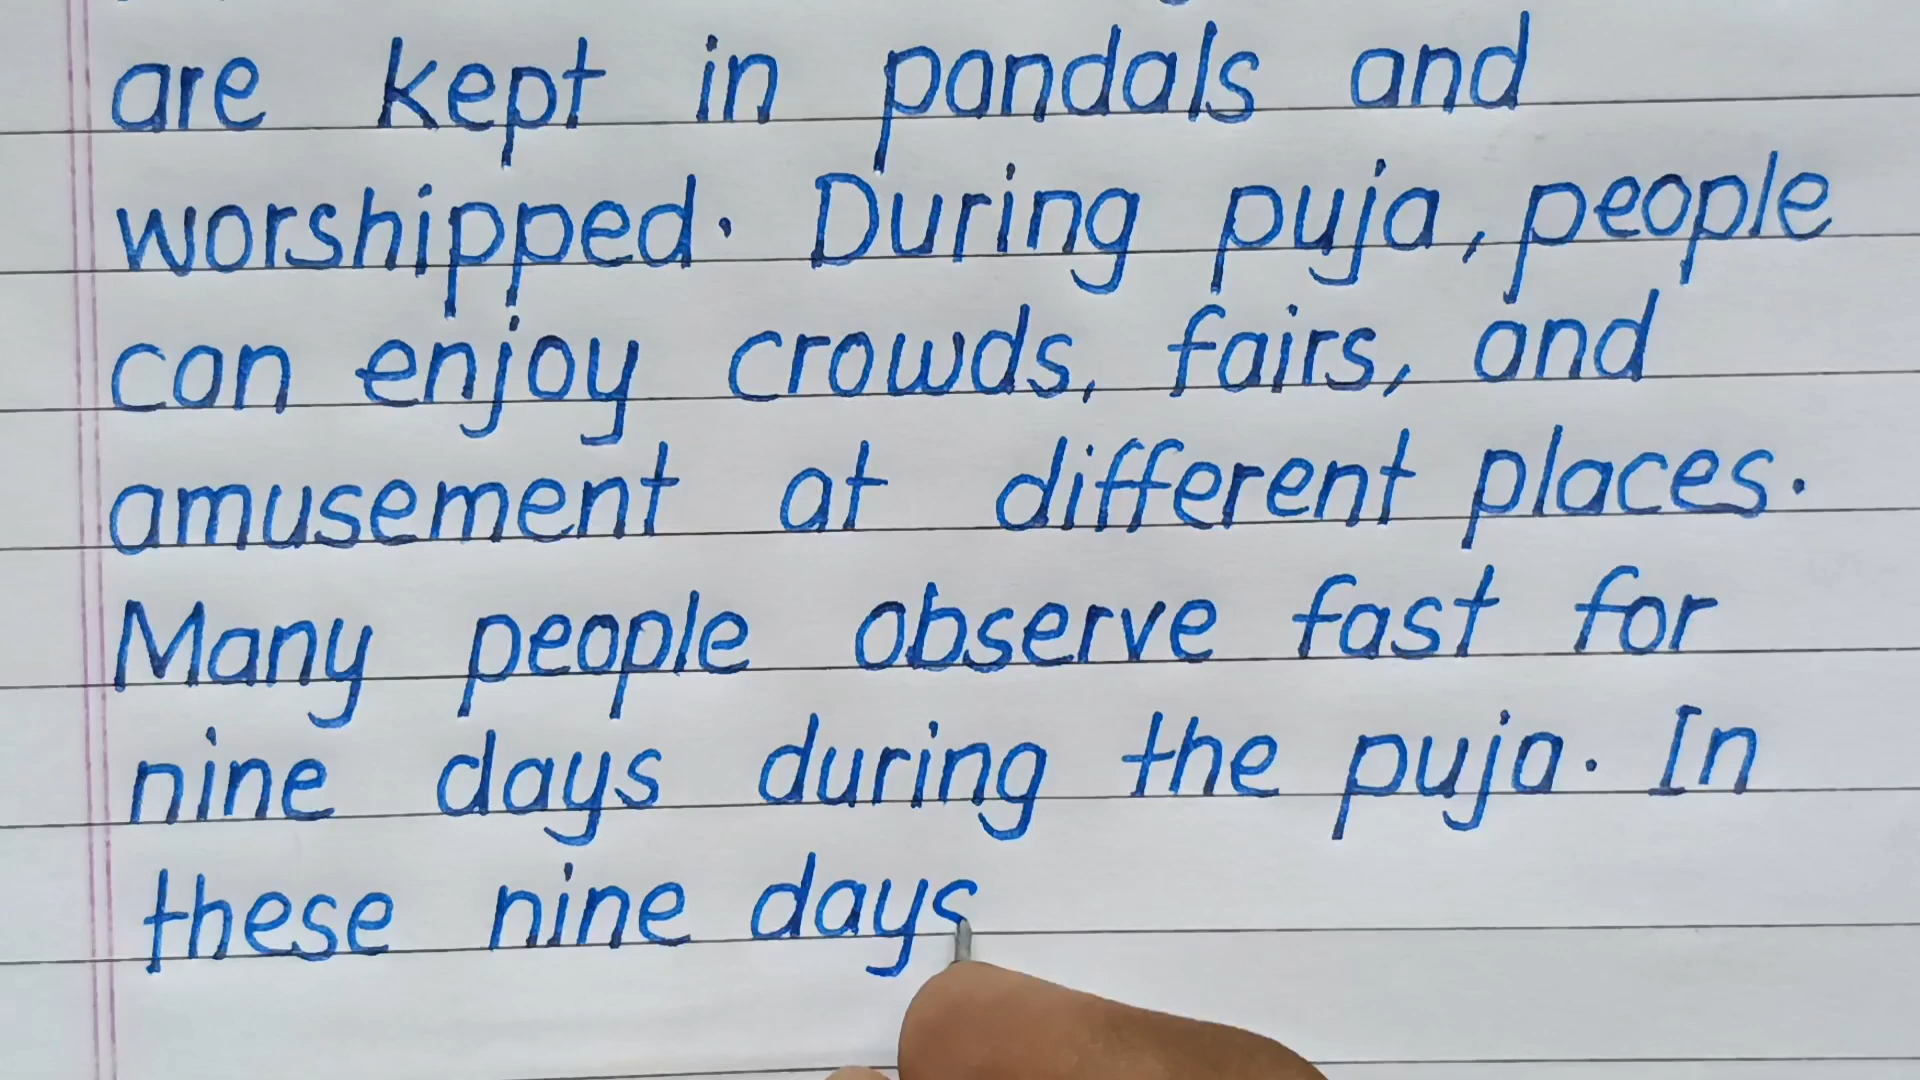 are kept in pandals and
worshipped. During puja, people
can enjoy crowds, fairs, and
amusement at different places.
Many people observe fast for
nine days during the puja. In
these nine days